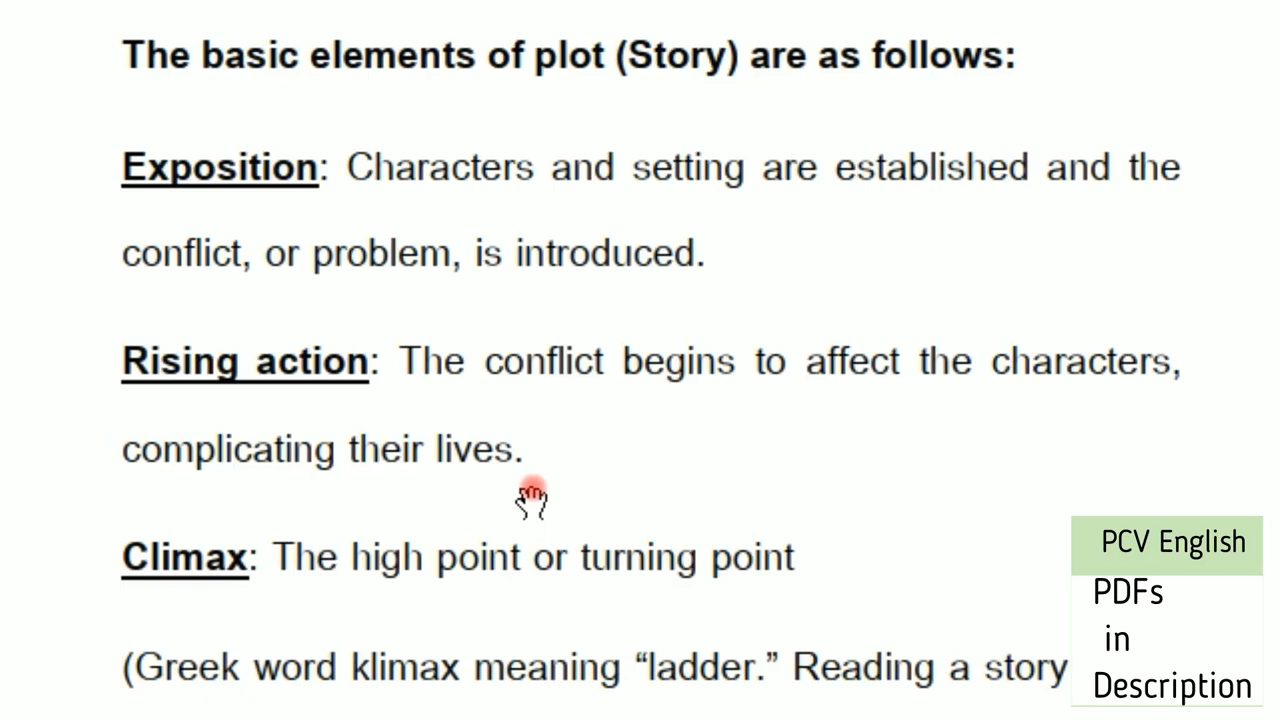 The basic elements of plot (Story) are as follows:
Exposition: Characters and setting are established and the
conflict, or problem, is introduced.
Rising action: The conflict begins to affect the characters,
complicating their lives.
Climax: The high point or turning point
(Greek word klimax meaning “ladder.” Reading a story
PCV English
PDFs
in
Description